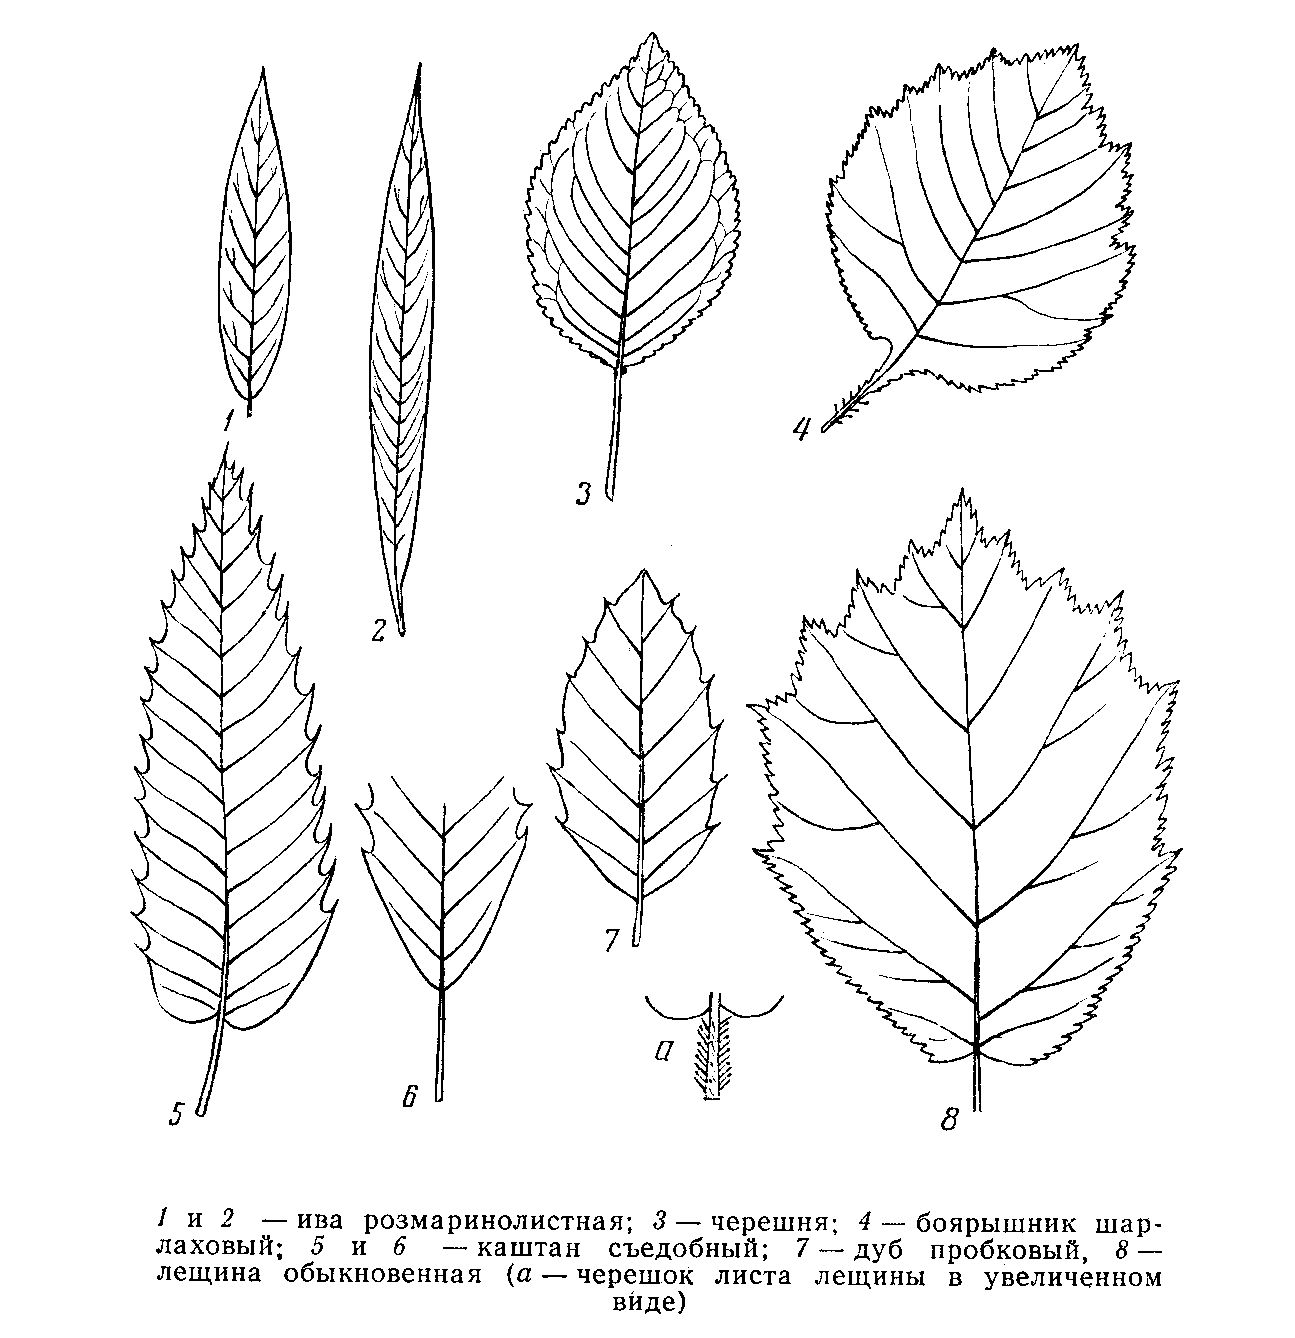 1
2
3
4
5
6
7
а
8
1 и 2 — ива розмаринолистная; 3 — черешня; 4 — боярышник шар-
лаховый; 5 и 6 — каштан съедобный; 7 — дуб пробковый, 8 —
лещина обыкновенная (а — черешок листа лещины в увеличенном
виде)